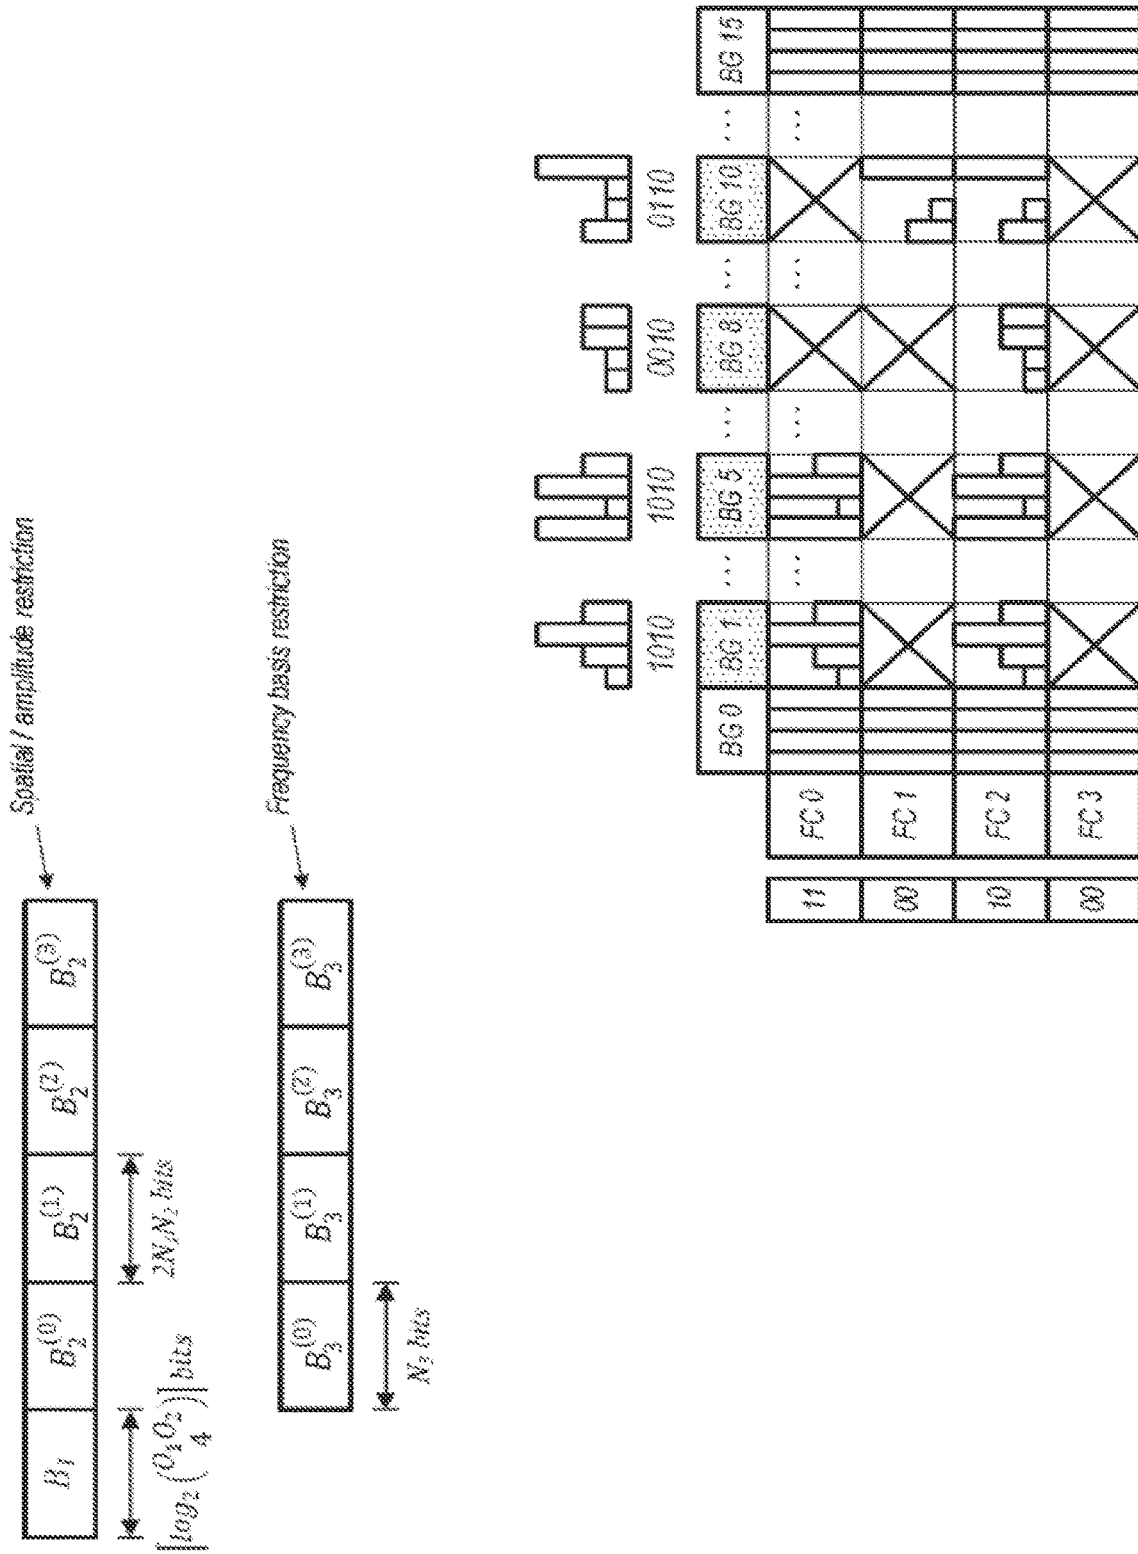 Spatial / amplitude restriction
B₁ B₂⁽⁰⁾ B₂⁽¹⁾ B₂⁽²⁾ B₂⁽³⁾
⌈log₂(O₁O₂ 4)⌉ bits
2N₁N₂ bits
Frequency basis restriction
B₃⁽⁰⁾ B₃⁽¹⁾ B₃⁽²⁾ B₃⁽³⁾
N₃ bits
1010 1010 0010 0110
BG 0 BG 1 ... BG 5 ... BG 8 ... BG 10 ... BG 15
11 FC 0 ... ... ... ...
00 FC 1
10 FC 2
00 FC 3